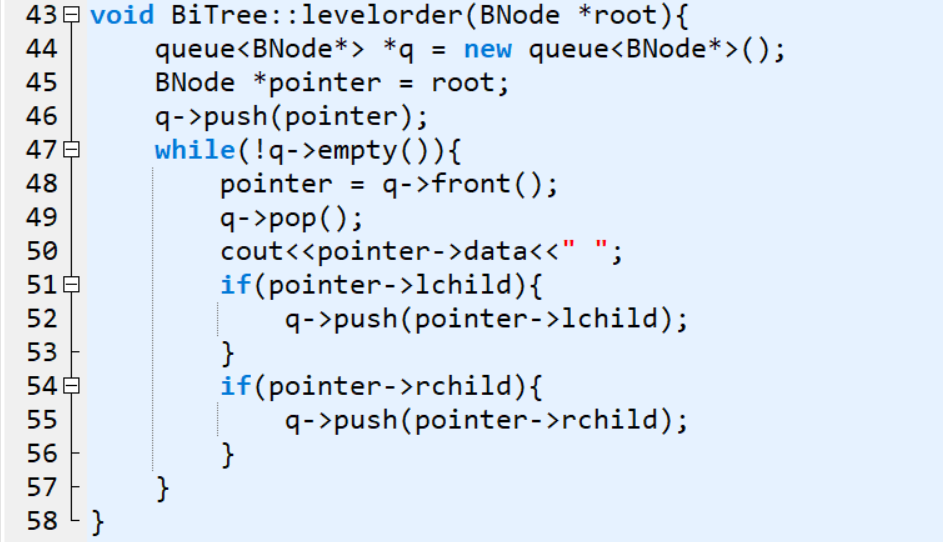 43 void BiTree::levelorder(BNode *root){
44     queue<BNode*> *q = new queue<BNode*>();
45     BNode *pointer = root;
46     q->push(pointer);
47     while(!q->empty()){
48         pointer = q->front();
49         q->pop();
50         cout<<pointer->data<<" ";
51         if(pointer->lchild){
52             q->push(pointer->lchild);
53         }
54         if(pointer->rchild){
55             q->push(pointer->rchild);
56         }
57     }
58 }